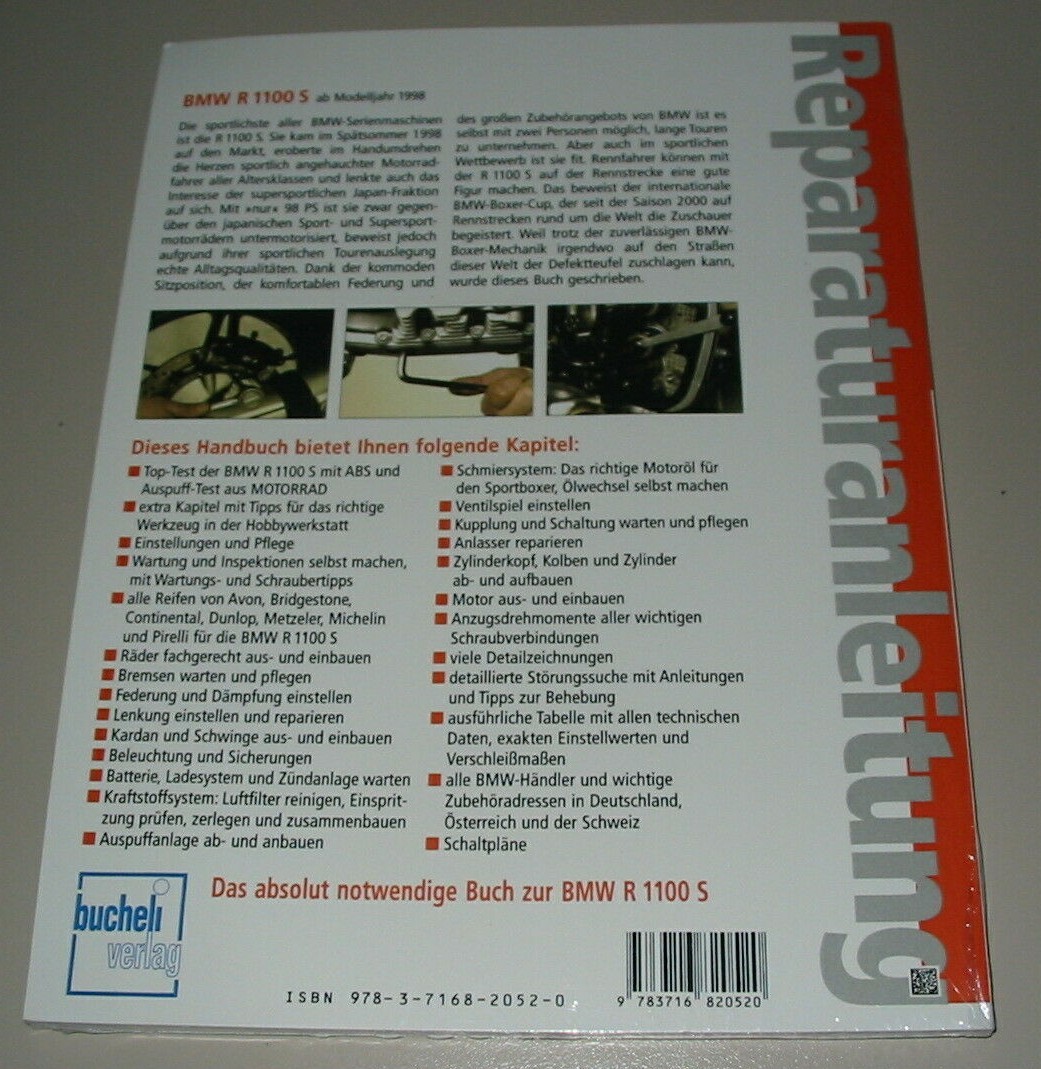 BMW R 1100 S ab Modelljahr 1998
Die sportlichste aller BMW-Serienmaschinen
ist die R 1100 S. Sie kam im Spätsommer 1998
auf den Markt, eroberte im Handumdrehen
die Herzen sportlich angehauchter Motorrad-
fahrer aller Altersklassen und lenkte auch das
Interesse der supersportlichen Japan-Fraktion
auf sich. Mit »nur« 98 PS ist sie zwar gegen-
über den japanischen Sport- und Supersport-
motorrädern untermotorisiert, beweist jedoch
aufgrund ihrer sportlichen Tourenauslegung
echte Alltagsqualitäten. Dank der kommoden
Sitzposition, der komfortablen Federung und
des großen Zubehörangebots von BMW ist es
selbst mit zwei Personen möglich, lange Touren
zu unternehmen. Aber auch im sportlichen
Wettbewerb ist sie fit. Rennfahrer können mit
der R 1100 S auf der Rennstrecke eine gute
Figur machen. Das beweist der internationale
BMW-Boxer-Cup, der seit der Saison 2000 auf
Rennstrecken rund um die Welt die Zuschauer
begeistert. Weil trotz der zuverlässigen BMW-
Boxer-Mechanik irgendwo auf den Straßen
dieser Welt der Defektteufel zuschlagen kann,
wurde dieses Buch geschrieben.
Dieses Handbuch bietet Ihnen folgende Kapitel:
■ Top-Test der BMW R 1100 S mit ABS und
Auspuff-Test aus MOTORRAD
■ extra Kapitel mit Tipps für das richtige
Werkzeug in der Hobbywerkstatt
■ Einstellungen und Pflege
■ Wartung und Inspektionen selbst machen,
mit Wartungs- und Schraubertipps
■ alle Reifen von Avon, Bridgestone,
Continental, Dunlop, Metzeler, Michelin
und Pirelli für die BMW R 1100 S
■ Räder fachgerecht aus- und einbauen
■ Bremsen warten und pflegen
■ Federung und Dämpfung einstellen
■ Lenkung einstellen und reparieren
■ Kardan und Schwinge aus- und einbauen
■ Beleuchtung und Sicherungen
■ Batterie, Ladesystem und Zündanlage warten
■ Kraftstoffsystem: Luftfilter reinigen, Einsprit-
zung prüfen, zerlegen und zusammenbauen
■ Auspuffanlage ab- und anbauen
■ Schmiersystem: Das richtige Motoröl für
den Sportboxer, Ölwechsel selbst machen
■ Ventilspiel einstellen
■ Kupplung und Schaltung warten und pflegen
■ Anlasser reparieren
■ Zylinderkopf, Kolben und Zylinder
ab- und aufbauen
■ Motor aus- und einbauen
■ Anzugsdrehmomente aller wichtigen
Schraubverbindungen
■ viele Detailzeichnungen
■ detaillierte Störungssuche mit Anleitungen
und Tipps zur Behebung
■ ausführliche Tabelle mit allen technischen
Daten, exakten Einstellwerten und
Verschleißmaßen
■ alle BMW-Händler und wichtige
Zubehöradressen in Deutschland,
Österreich und der Schweiz
■ Schaltpläne
Das absolut notwendige Buch zur BMW R 1100 S
bucheli
verlag
ISBN 978-3-7168-2052-0
9 783716 820520
Reparaturanleitung